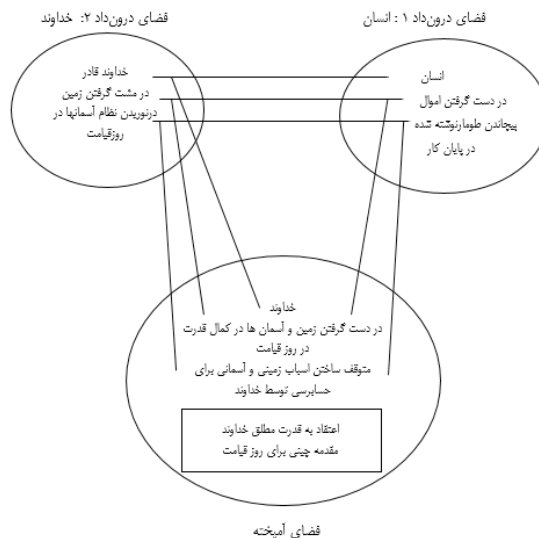 فضای درون‌داد ۱ : انسان
فضای درون‌داد ۲: خداوند
انسان
در دست گرفتن اموال
پیچاندن طومارنوشته شده
در پایان کار
خداوند قادر
در مشت گرفتن زمین
درنوریدن نظام آسمانها در
روزقیامت
خداوند
در دست گرفتن زمین و آسمان ها در کمال قدرت
در روز قیامت
متوقف ساختن اسباب زمینی و آسمانی برای
حسابرسی توسط خداوند
اعتقاد به قدرت مطلق خداوند
مقدمه چینی برای روز قیامت
فضای آمیخته